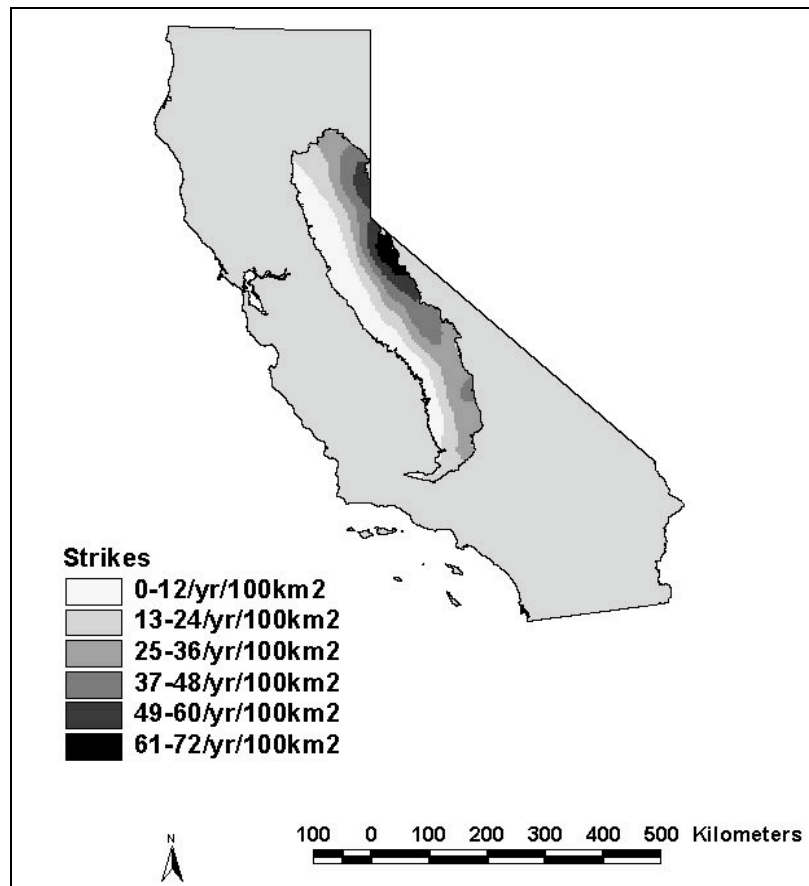 Strikes
0-12/yr/100km2
13-24/yr/100km2
25-36/yr/100km2
37-48/yr/100km2
49-60/yr/100km2
61-72/yr/100km2
N
100 0 100 200 300 400 500 Kilometers